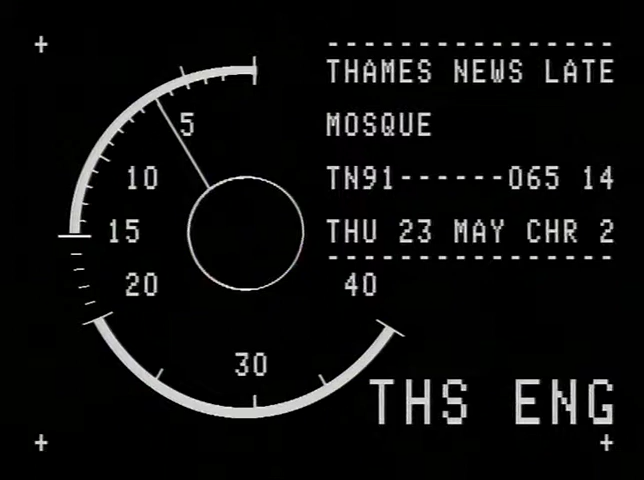 THAMES NEWS LATE
MOSQUE
TN91------065 14
THU 23 MAY CHR 2
5
10
15
20
40
30
THS ENG